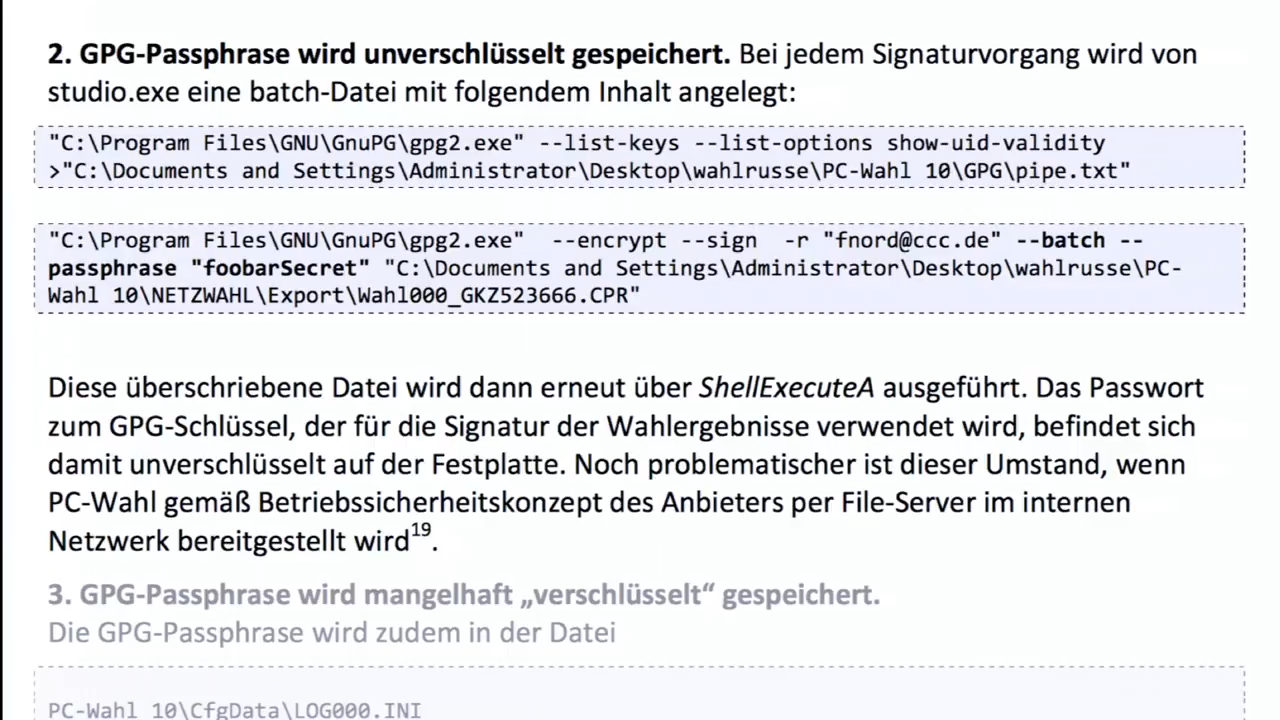 2. GPG-Passphrase wird unverschlüsselt gespeichert. Bei jedem Signaturvorgang wird von
studio.exe eine batch-Datei mit folgendem Inhalt angelegt:
"C:\Program Files\GNU\GnuPG\gpg2.exe" --list-keys --list-options show-uid-validity
>"C:\Documents and Settings\Administrator\Desktop\wahlrusse\PC-Wahl 10\GPG\pipe.txt"
"C:\Program Files\GNU\GnuPG\gpg2.exe"  --encrypt --sign  -r "fnord@ccc.de" --batch --
passphrase "foobarSecret" "C:\Documents and Settings\Administrator\Desktop\wahlrusse\PC-
Wahl 10\NETZWAHL\Export\Wahl000_GKZ523666.CPR"
Diese überschriebene Datei wird dann erneut über ShellExecuteA ausgeführt. Das Passwort
zum GPG-Schlüssel, der für die Signatur der Wahlergebnisse verwendet wird, befindet sich
damit unverschlüsselt auf der Festplatte. Noch problematischer ist dieser Umstand, wenn
PC-Wahl gemäß Betriebssicherheitskonzept des Anbieters per File-Server im internen
Netzwerk bereitgestellt wird19.
3. GPG-Passphrase wird mangelhaft „verschlüsselt“ gespeichert.
Die GPG-Passphrase wird zudem in der Datei
PC-Wahl 10\CfgData\LOG000.INI